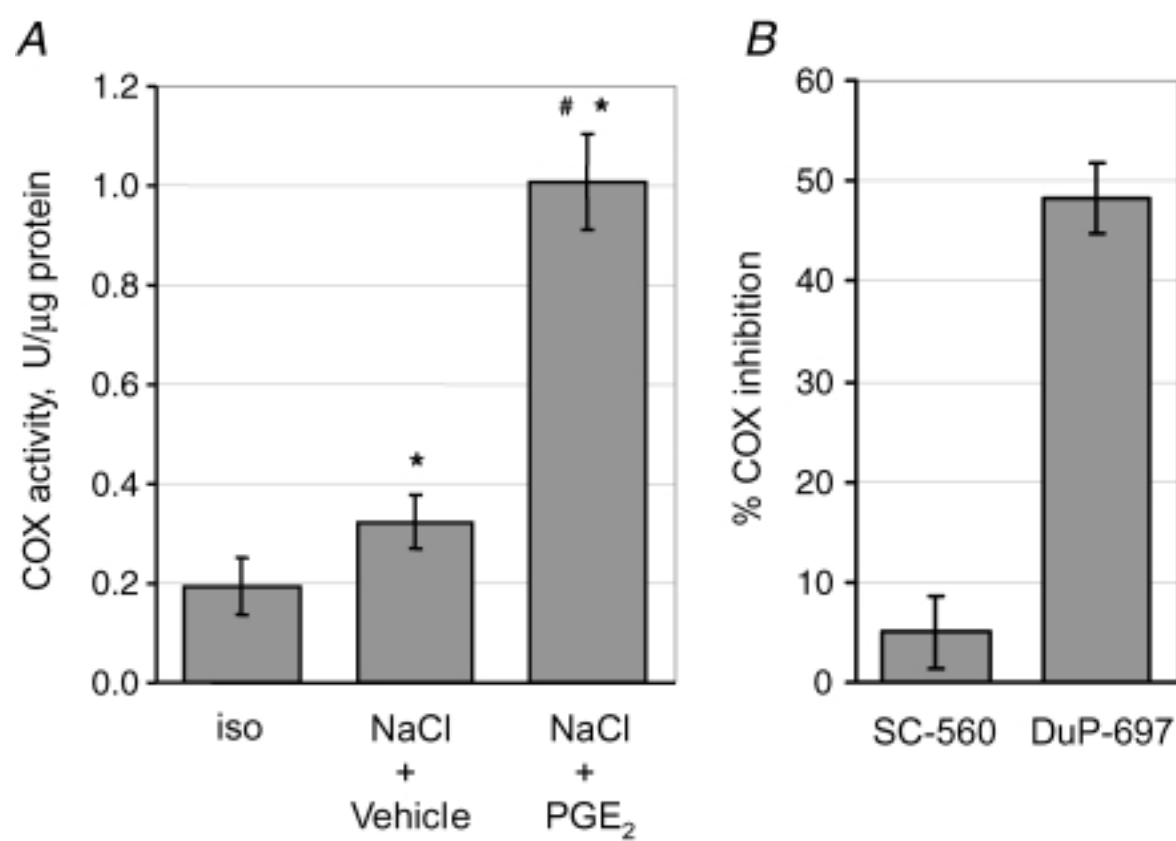 A
COX activity, U/μg protein
1.2
1.0
0.8
0.6
0.4
0.2
0.0
*
# *
iso
NaCl
+
Vehicle
NaCl
+
PGE₂
B
% COX inhibition
60
50
40
30
20
10
0
SC-560
DuP-697